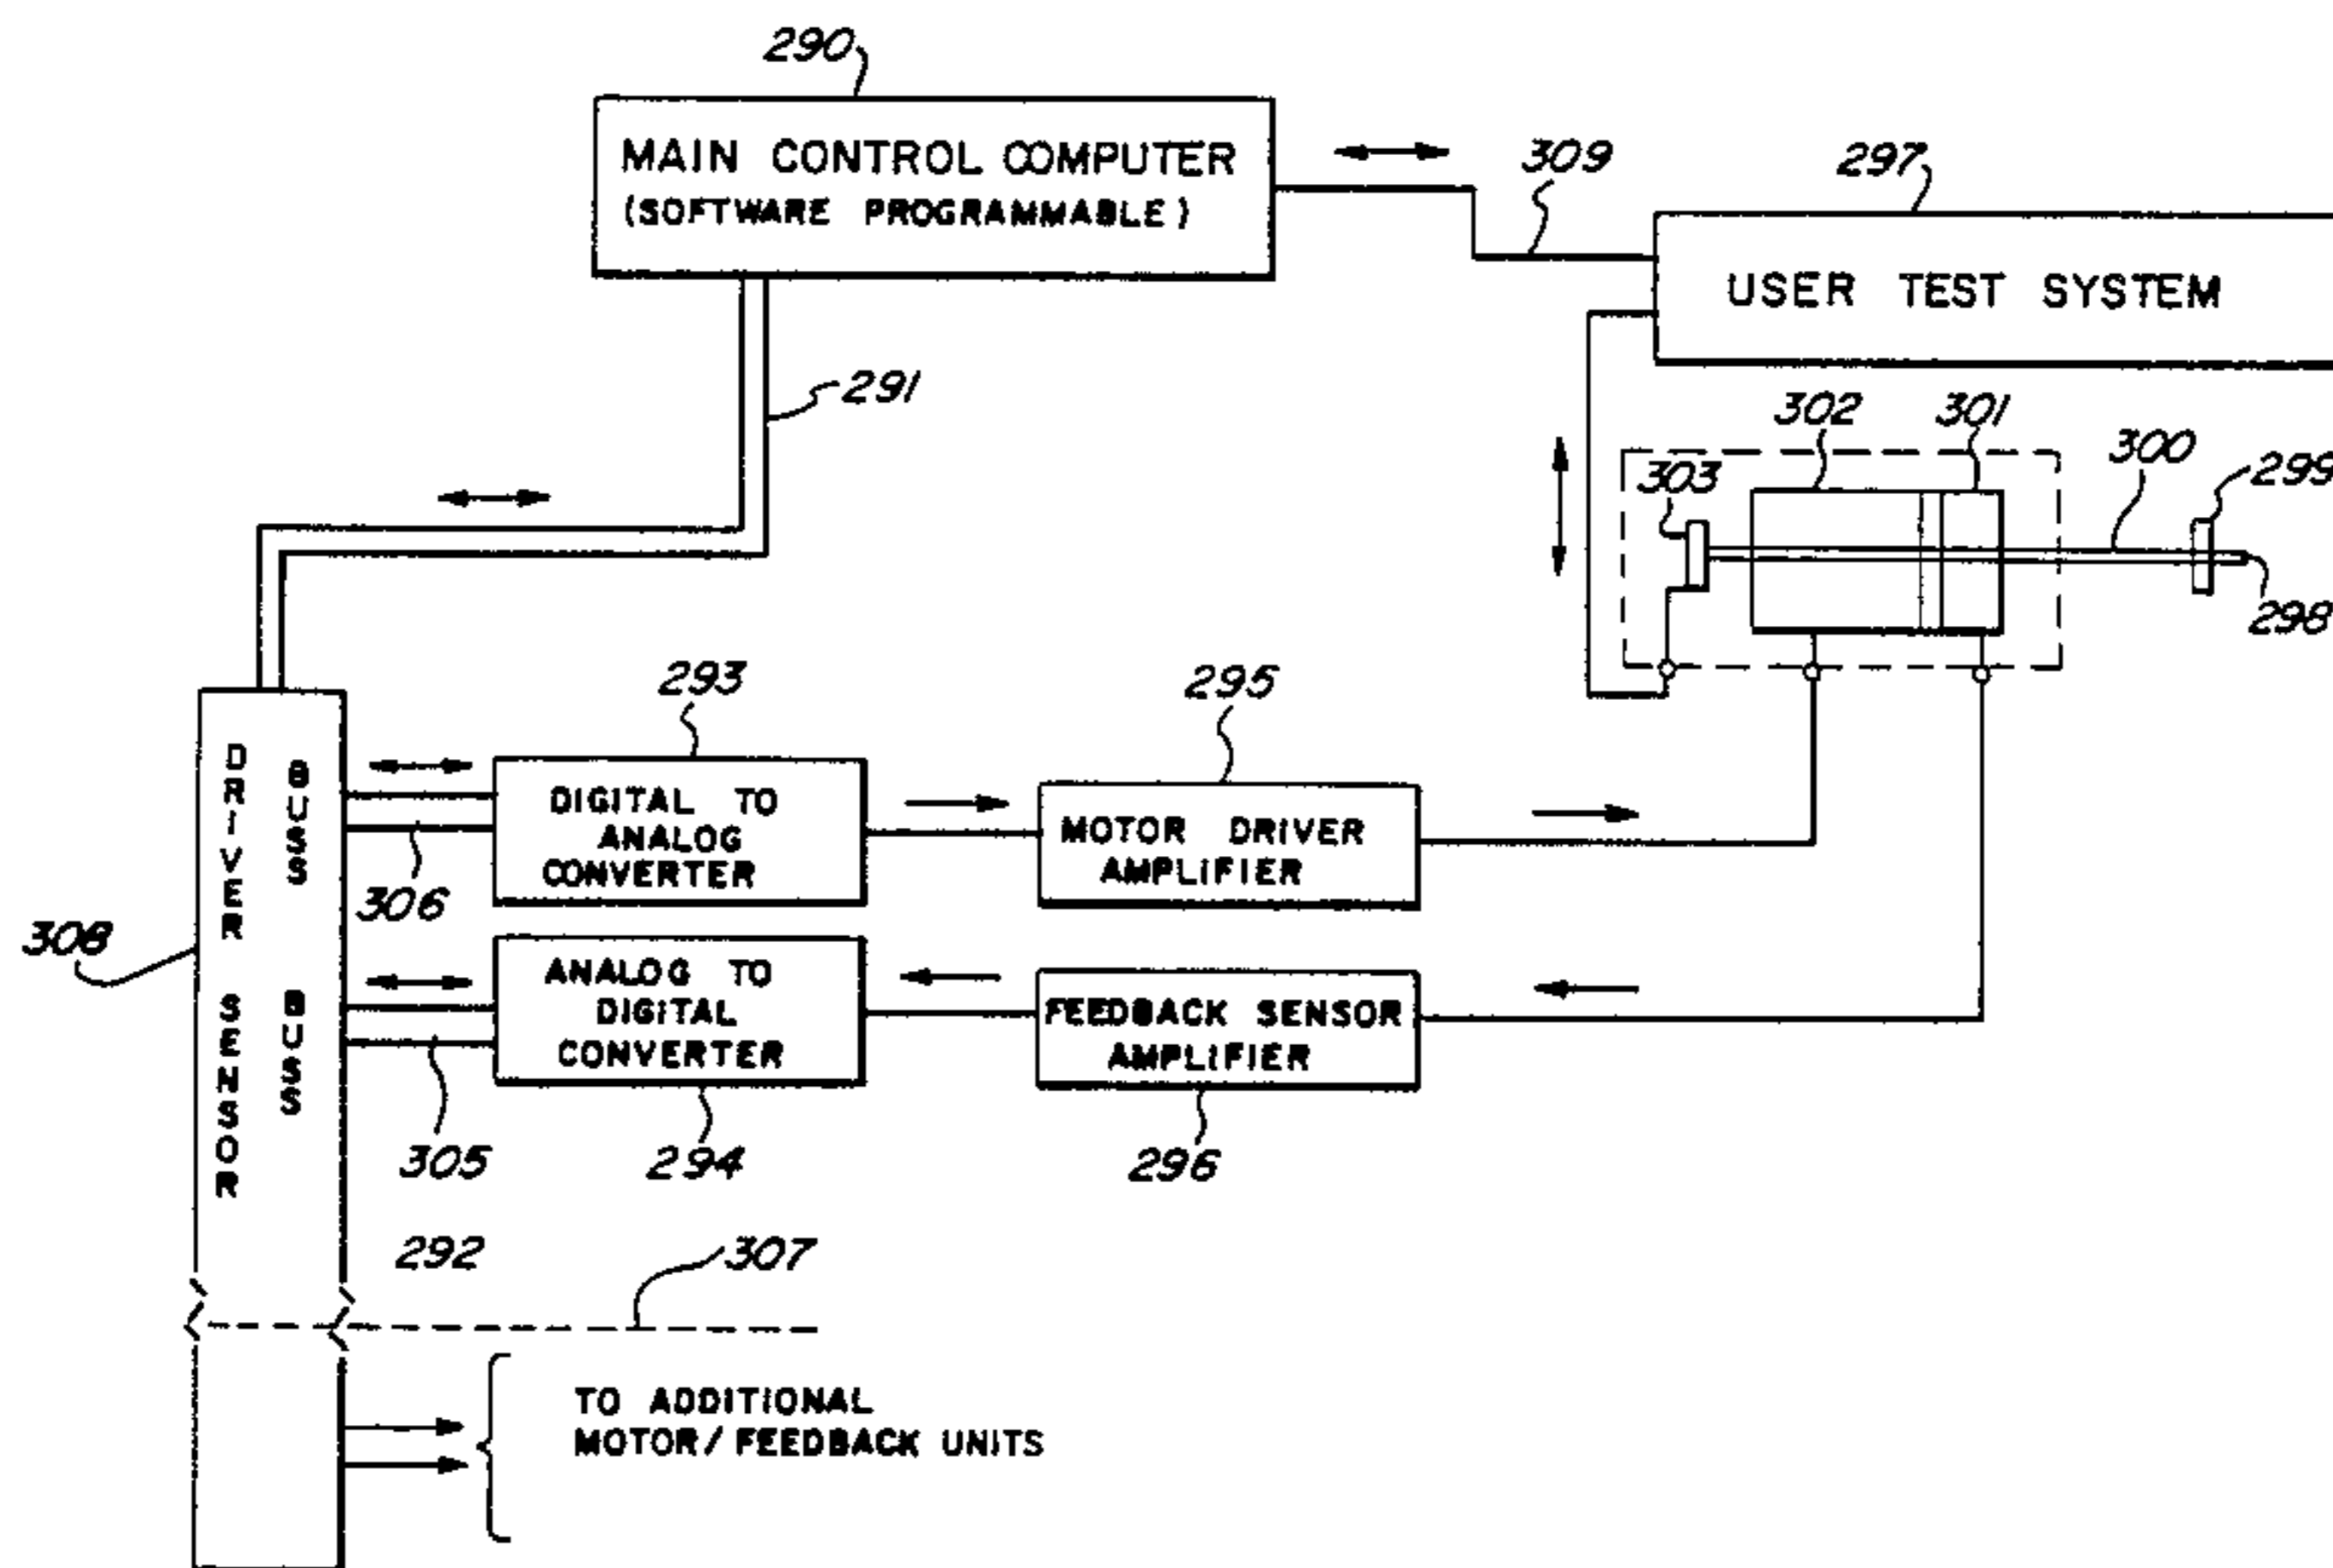 290
MAIN CONTROL COMPUTER
(SOFTWARE PROGRAMMABLE)
309
297
USER TEST SYSTEM
291
302
301
300
299
303
298
293
295
DRIVER BUSS
SENSOR BUSS
DIGITAL TO
ANALOG
CONVERTER
MOTOR DRIVER
AMPLIFIER
306
308
ANALOG TO
DIGITAL
CONVERTER
FEEDBACK SENSOR
AMPLIFIER
305
294
296
292
307
TO ADDITIONAL
MOTOR/FEEDBACK UNITS